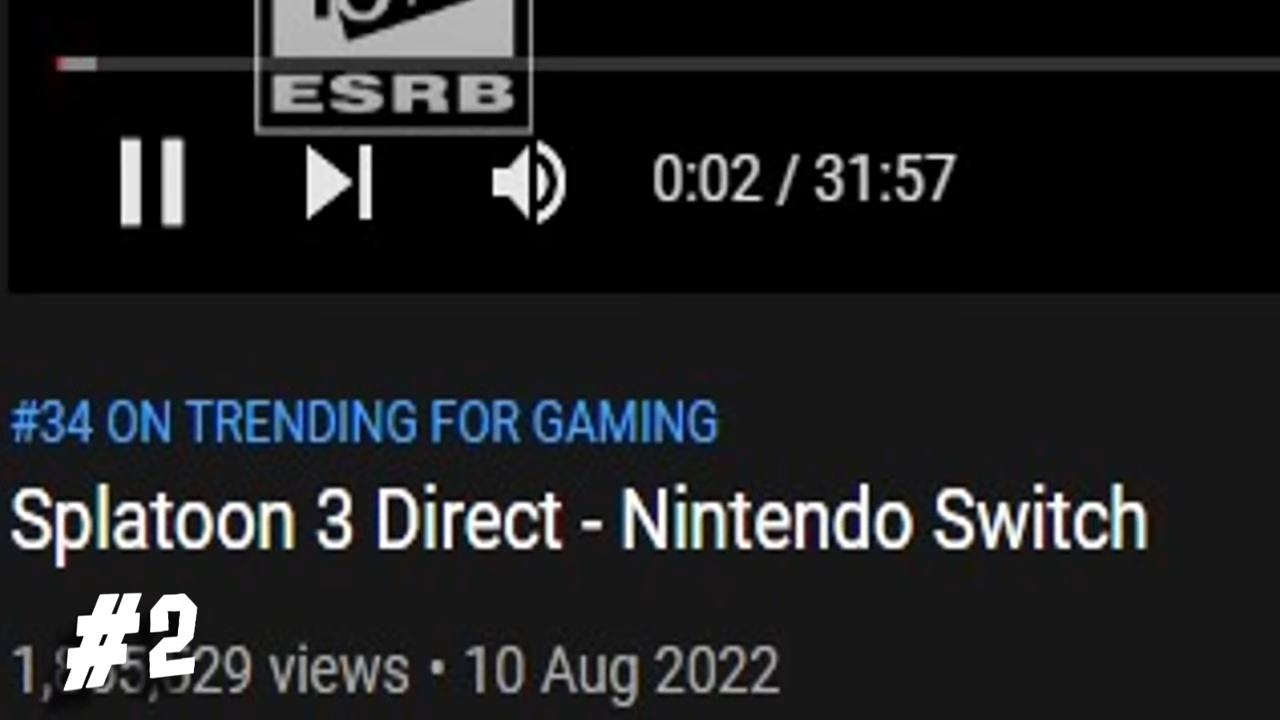 ESRB
0:02 / 31:57
#34 ON TRENDING FOR GAMING
Splatoon 3 Direct - Nintendo Switch
#2
views • 10 Aug 2022